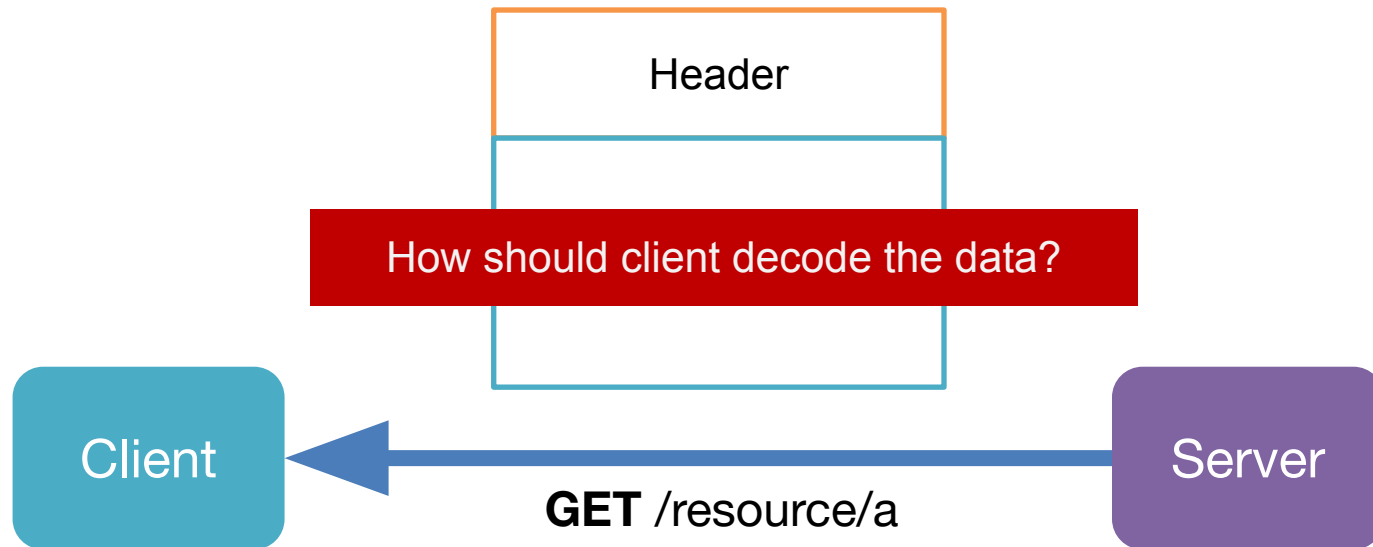 Header
How should client decode the data?
Client
Server
GET /resource/a